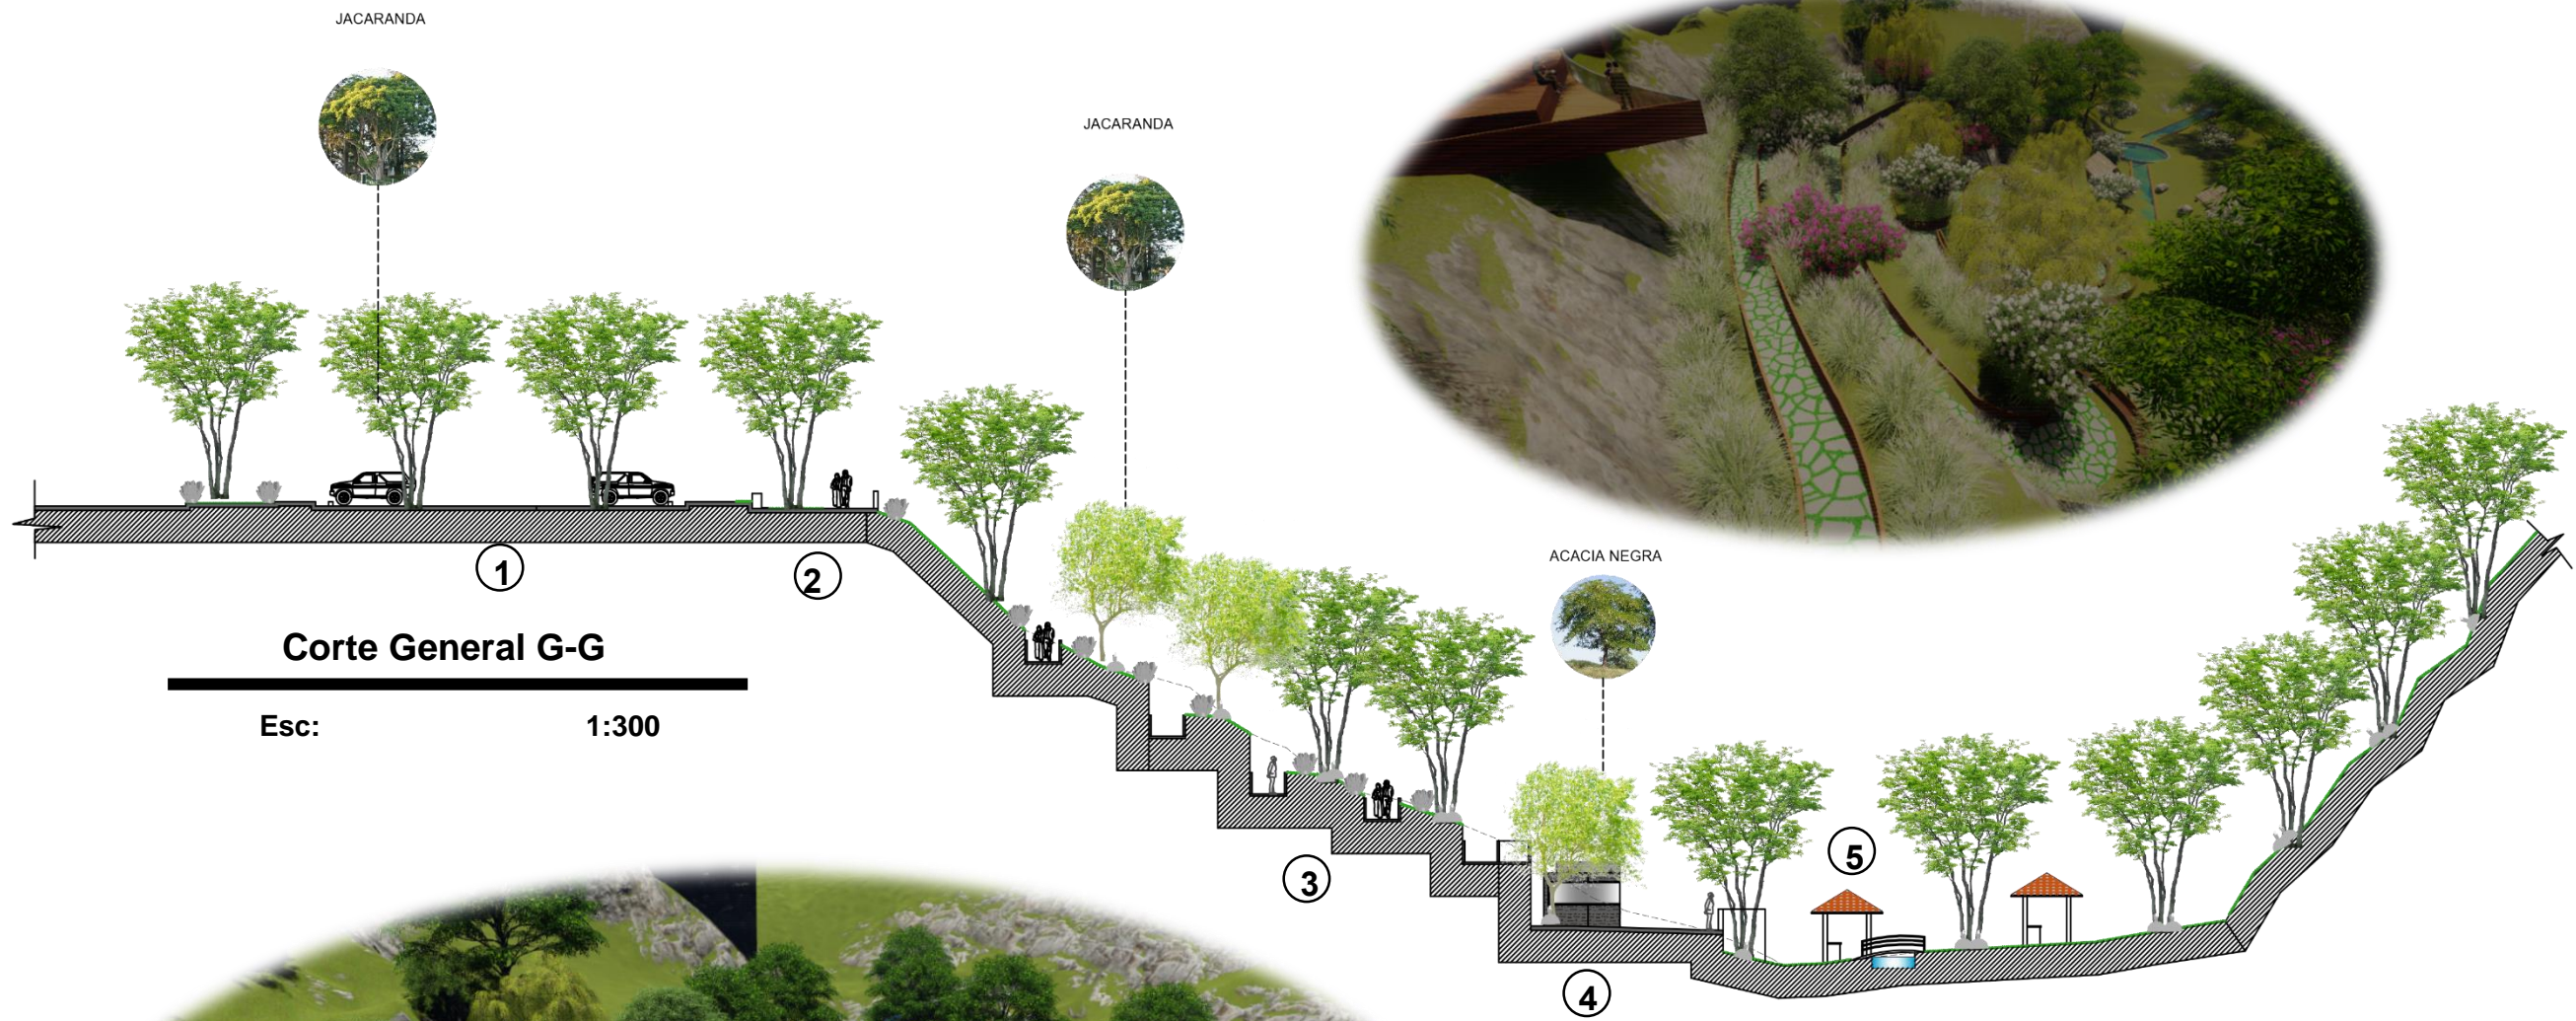 JACARANDA
JACARANDA
ACACIA NEGRA
1
2
Corte General G-G
Esc: 1:300
3
4
5